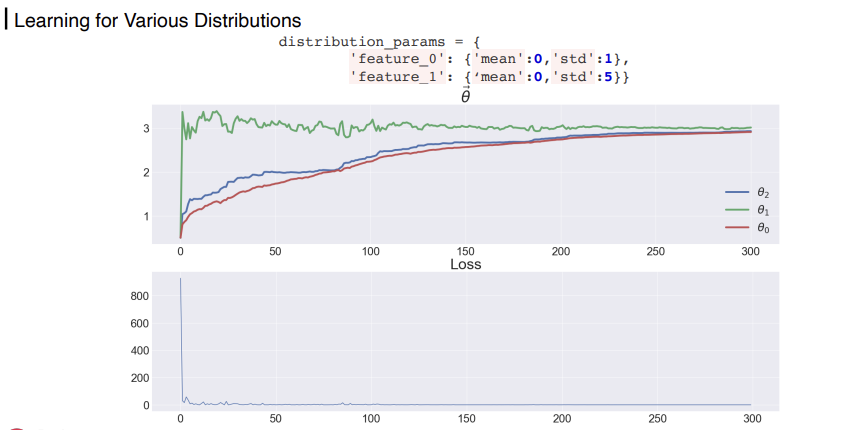 Learning for Various Distributions
distribution_params = {
'feature_0': {'mean':0,'std':1},
'feature_1': {‘mean':0,'std':5}}
θ⃗
3
2
1
θ₂
θ₁
θ₀
0 50 100 150 200 250 300
Loss
800
600
400
200
0
0 50 100 150 200 250 300